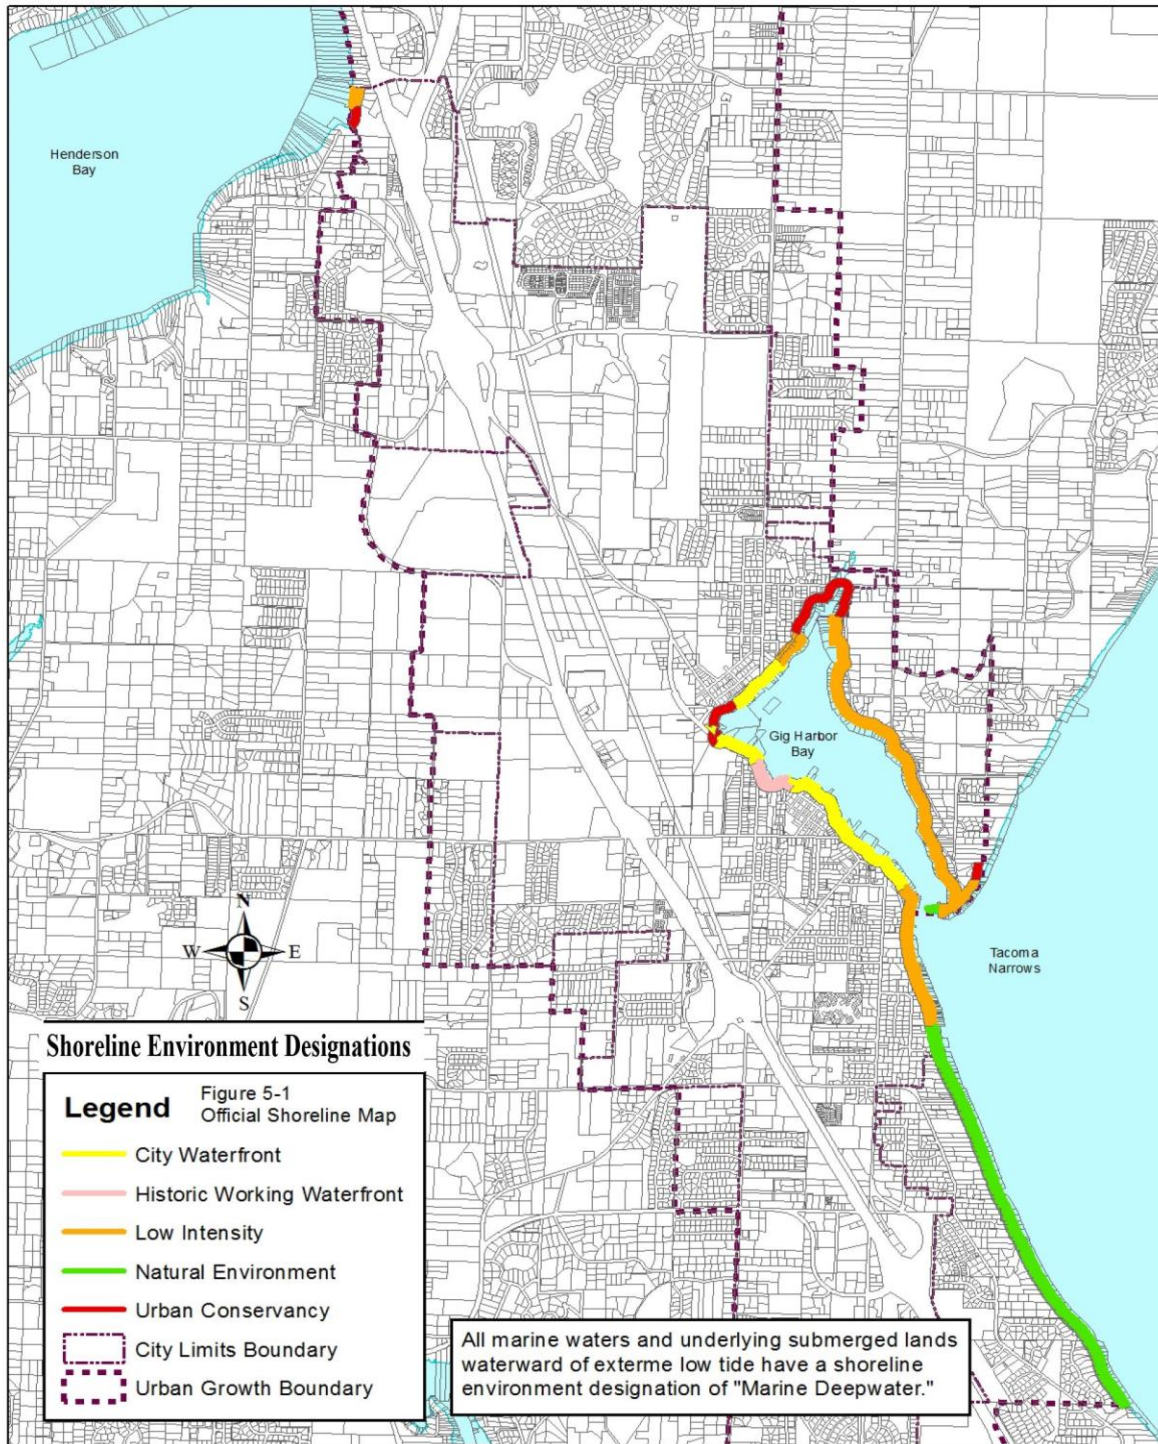 Henderson
Bay
Gig Harbor
Bay
Tacoma
Narrows
N
W
E
S
Shoreline Environment Designations
Legend
Figure 5-1
Official Shoreline Map
City Waterfront
Historic Working Waterfront
Low Intensity
Natural Environment
Urban Conservancy
City Limits Boundary
Urban Growth Boundary
All marine waters and underlying submerged lands
waterward of exterme low tide have a shoreline
environment designation of "Marine Deepwater."